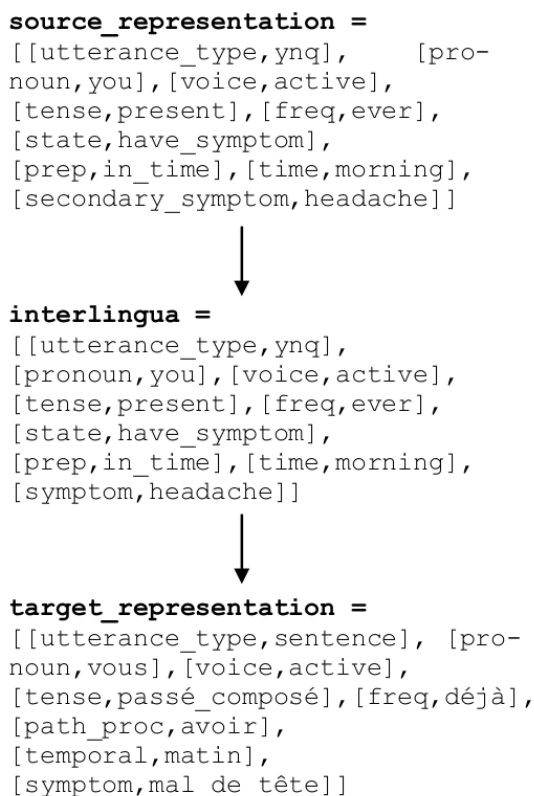 source_representation =
[[utterance_type,ynq], [pro-
noun,you],[voice,active],
[tense,present],[freq,ever],
[state,have_symptom],
[prep,in_time],[time,morning],
[secondary_symptom,headache]]
interlingua =
[[utterance_type,ynq],
[pronoun,you],[voice,active],
[tense,present],[freq,ever],
[state,have_symptom],
[prep,in_time],[time,morning],
[symptom,headache]]
target_representation =
[[utterance_type,sentence], [pro-
noun,vous],[voice,active],
[tense,passé_composé],[freq,déjà],
[path_proc,avoir],
[temporal,matin],
[symptom,mal de tête]]